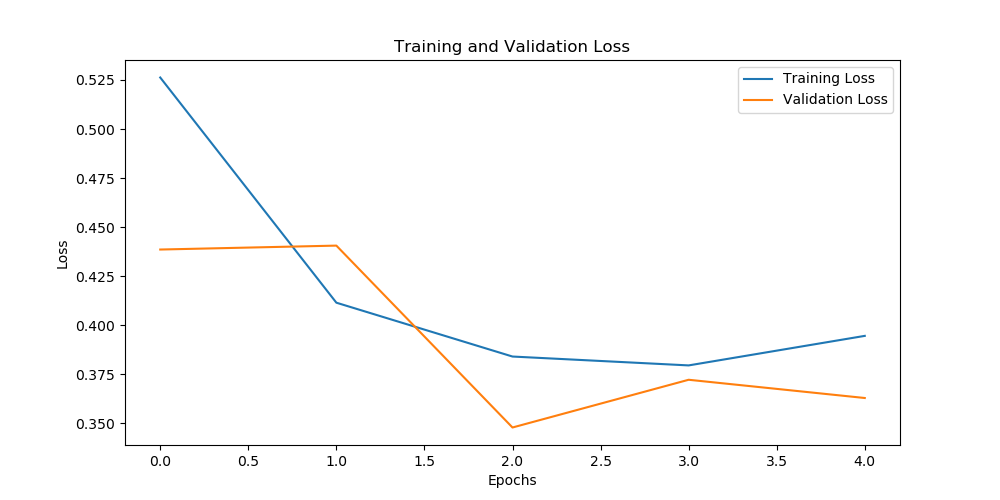 Training and Validation Loss
Training Loss
Validation Loss
0.525
0.500
0.475
0.450
0.425
0.400
0.375
0.350
Loss
0.0 0.5 1.0 1.5 2.0 2.5 3.0 3.5 4.0
Epochs